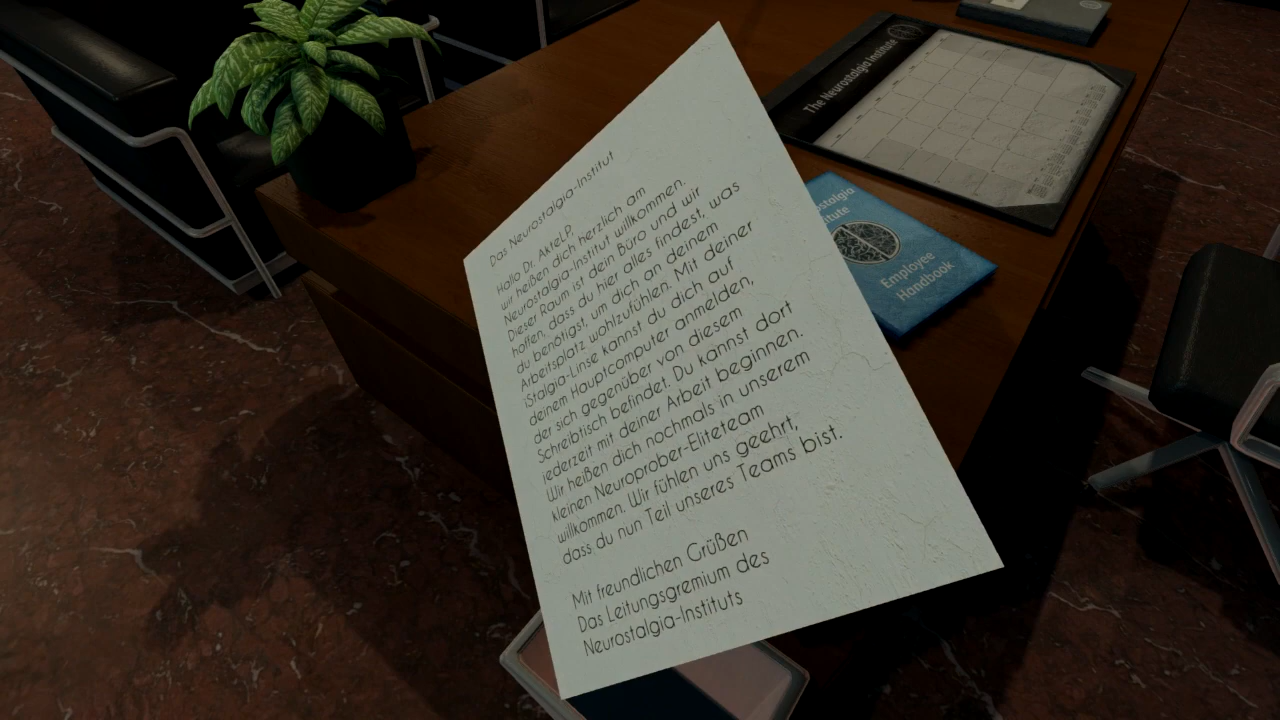 Das Neurostalgia-Institut
Hallo Dr. Akfel.P.
wir heißen dich herzlich am
Neurostalgia-Institut willkommen.
Dieser Raum ist dein Büro und wir
hoffen, dass du hier alles findest, was
du benötigst, um dich an deinem
Arbeitsplatz wohlzufühlen. Mit deiner
iStalgia-Linse kannst du dich auf
deinem Hauptcomputer anmelden,
der sich gegenüber von diesem
Schreibtisch befindet. Du kannst dort
jederzeit mit deiner Arbeit beginnen.
Wir heißen dich nochmals in unserem
kleinen Neuroprober-Eliteteam
willkommen. Wir fühlen uns geehrt,
dass du nun Teil unseres Teams bist.
Mit freundlichen Grüßen
Das Leitungsgremium des
Neurostalgia-Instituts
The Neurostalgia Institute
Employee
Handbook